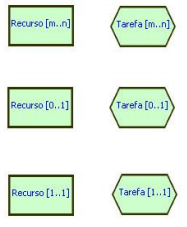 Recurso [m..n]
Tarefa [m..n]
Recurso [0..1]
Tarefa [0..1]
Recurso [1..1]
Tarefa [1..1]